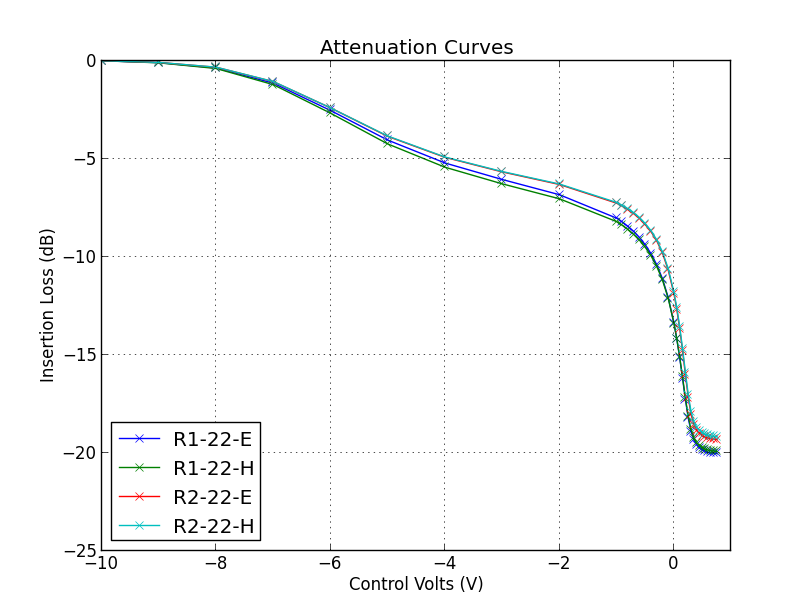 Attenuation Curves
0
−5
−10
−15
−20
−25
Insertion Loss (dB)
R1-22-E
R1-22-H
R2-22-E
R2-22-H
−10 −8 −6 −4 −2 0
Control Volts (V)